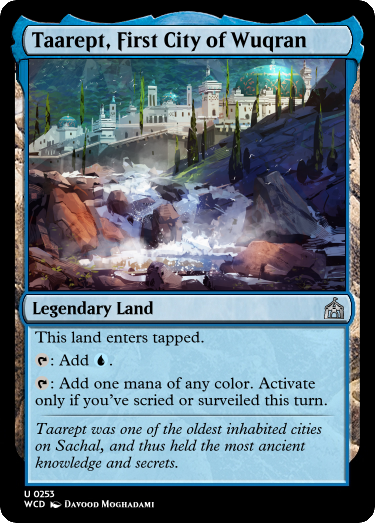 Taarept, First City of Wuqran
Legendary Land
This land enters tapped.
: Add .
: Add one mana of any color. Activate
only if you've scried or surveiled this turn.
Taarept was one of the oldest inhabited cities
on Sachal, and thus held the most ancient
knowledge and secrets.
U 0253
WCD Davood Moghadami